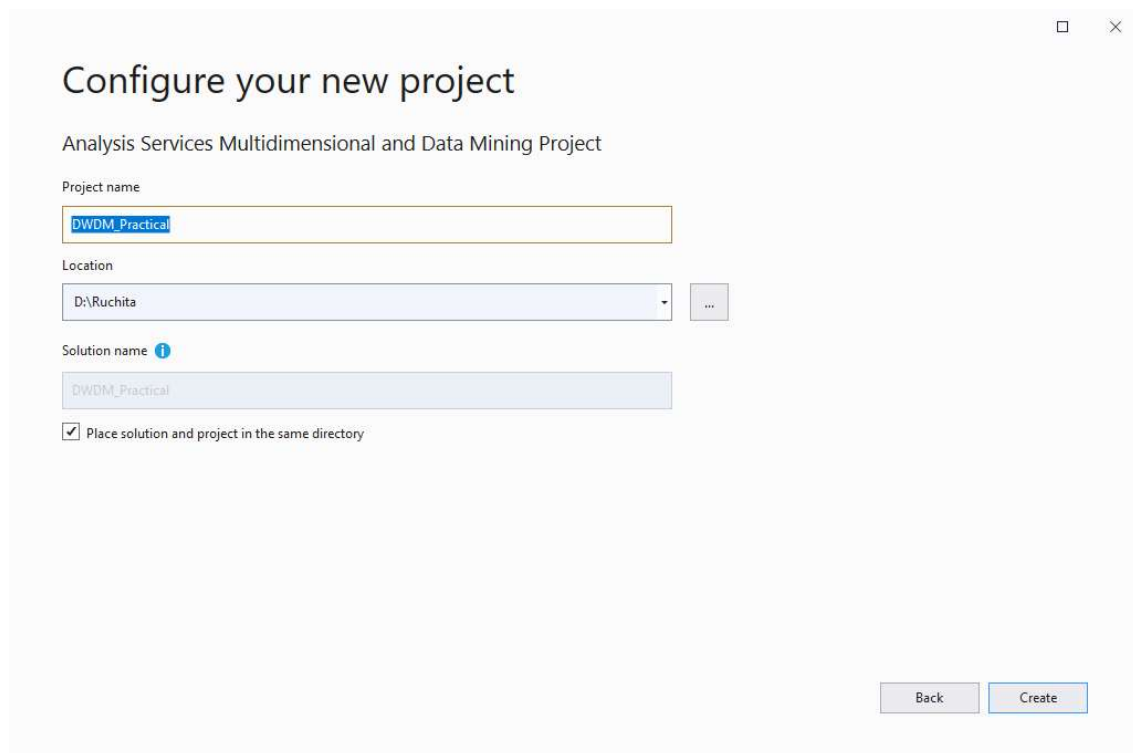 Configure your new project
Analysis Services Multidimensional and Data Mining Project
Project name
DWDM_Practical
Location
D:\Ruchita
...
Solution name
DWDM_Practical
Place solution and project in the same directory
Back
Create